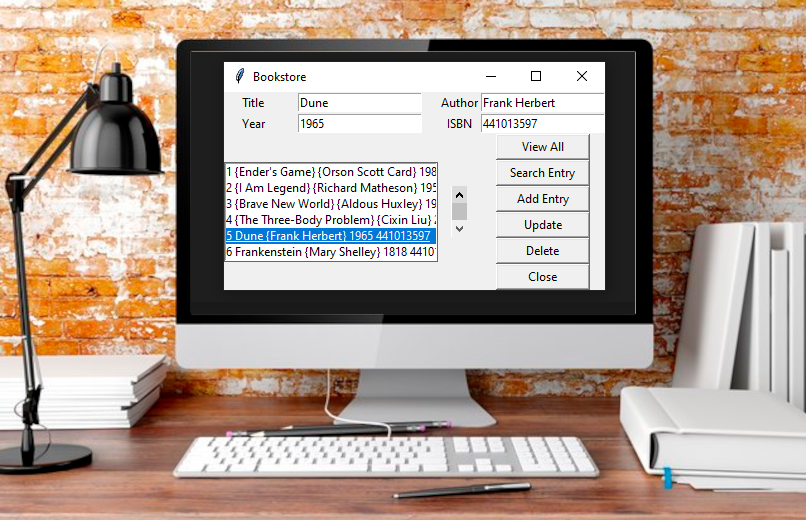 Bookstore
Title Dune Author Frank Herbert
Year 1965 ISBN 441013597
View All
Search Entry
Add Entry
Update
Delete
Close
1 {Ender's Game} {Orson Scott Card} 198
2 {I Am Legend} {Richard Matheson} 195
3 {Brave New World} {Aldous Huxley} 19
4 {The Three-Body Problem} {Cixin Liu}
5 Dune {Frank Herbert} 1965 441013597
6 Frankenstein {Mary Shelley} 1818 4410